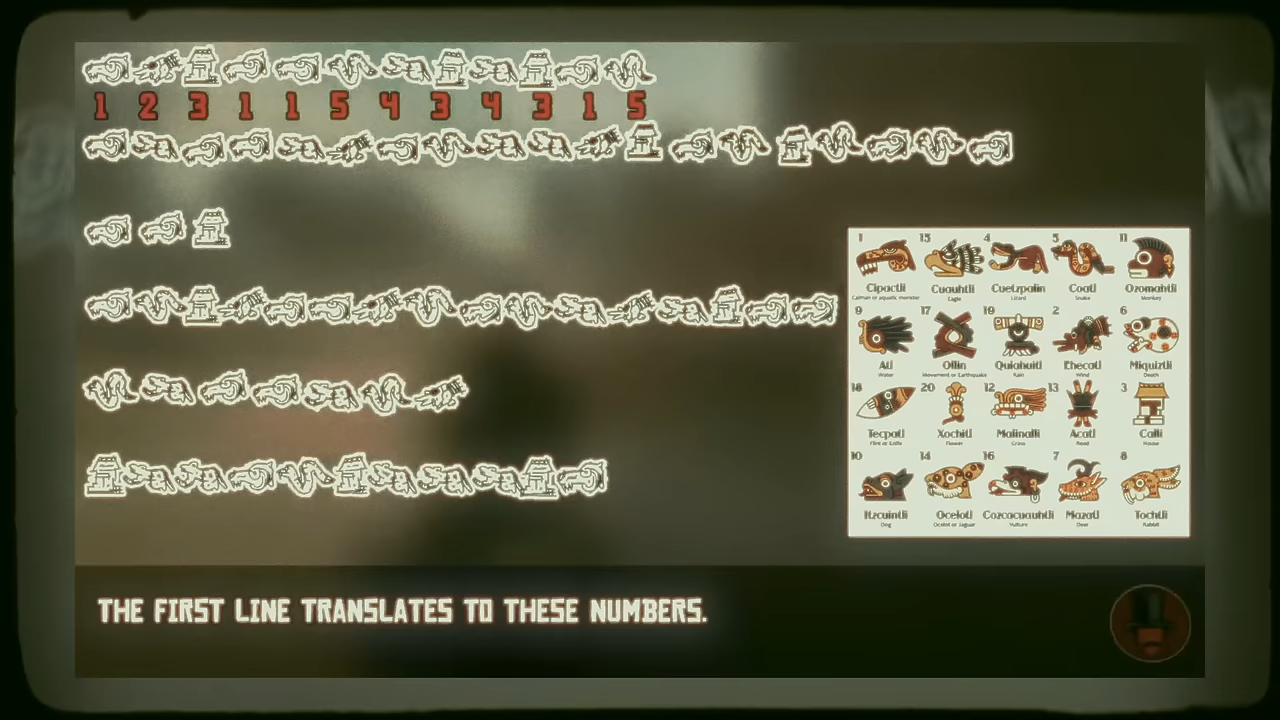 1 2 3 1 1 5 4 3 4 3 1 5
1 15 4 5 11
Cipactli Cuauhtli Cuetzpalin Coatl Ozomahtli
Caiman or aquatic monster Eagle Lizard Snake Monkey
9 17 19 2 6
Atl Ollin Quiahuitl Ehecatl Miquiztli
Water Movement or Earthquake Rain Wind Death
18 20 12 13 3
Tecpatl Xochitl Malinalli Acatl Calli
Flint or Knife Flower Grass Reed House
10 14 16 7 8
Itzcuintli Ocelotl Cozcacuauhtli Mazatl Tochtli
Dog Ocelot or Jaguar Vulture Deer Rabbit
THE FIRST LINE TRANSLATES TO THESE NUMBERS.